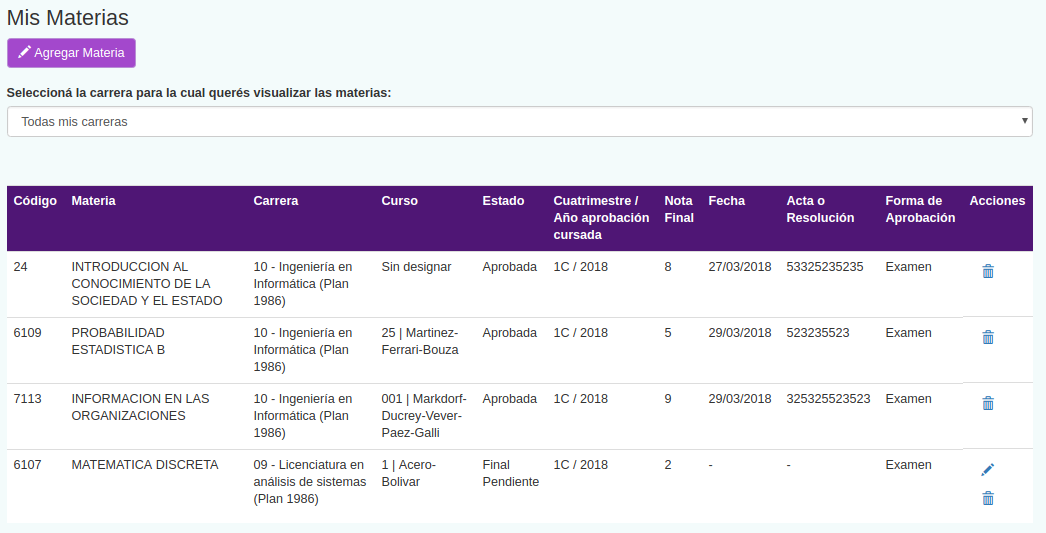 Mis Materias
Agregar Materia
Seleccioná la carrera para la cual querés visualizar las materias:
Todas mis carreras
Código Materia Carrera Curso Estado Cuatrimestre / Nota Fecha Acta o Forma de Acciones
Año aprobación Final Resolución Aprobación
cursada
24 INTRODUCCION AL 10 - Ingeniería en Sin designar Aprobada 1C / 2018 8 27/03/2018 53325235235 Examen
CONOCIMIENTO DE LA Informática (Plan
SOCIEDAD Y EL ESTADO 1986)
6109 PROBABILIDAD 10 - Ingeniería en 25 | Martinez- Aprobada 1C / 2018 5 29/03/2018 523235523 Examen
ESTADISTICA B Informática (Plan Ferrari-Bouza
1986)
7113 INFORMACION EN LAS 10 - Ingeniería en 001 | Markdorf- Aprobada 1C / 2018 9 29/03/2018 325325523523 Examen
ORGANIZACIONES Informática (Plan Ducrey-Vever-
1986) Paez-Galli
6107 MATEMATICA DISCRETA 09 - Licenciatura en 1 | Acero- Final 1C / 2018 2 - - Examen
análisis de sistemas Bolivar Pendiente
(Plan 1986)